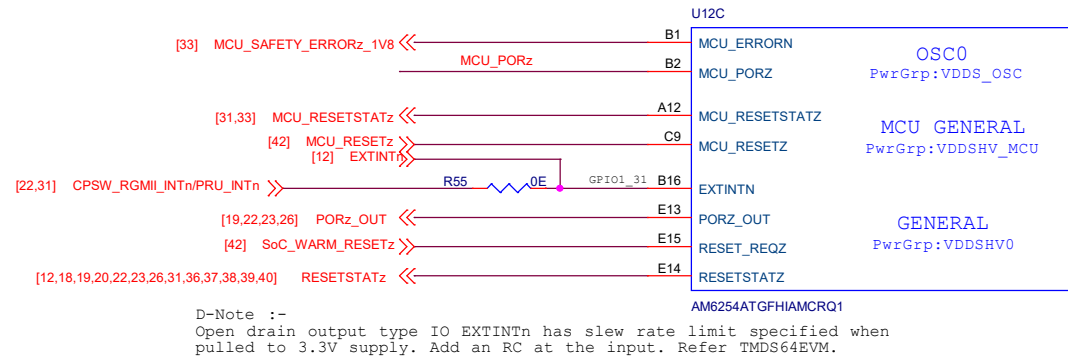 U12C
[33] MCU_SAFETY_ERRORz_1V8 B1 MCU_ERRORN
OSC0
PwrGrp:VDDS_OSC
MCU_PORz B2 MCU_PORZ
[31,33] MCU_RESETSTATz A12 MCU_RESETSTATZ
MCU GENERAL
PwrGrp:VDDSHV_MCU
[42] MCU_RESETz C9 MCU_RESETZ
[12] EXTINTn
[22,31] CPSW_RGMII_INTn/PRU_INTn R55 0E GPIO1_31 B16 EXTINTN
[19,22,23,26] PORz_OUT E13 PORZ_OUT
GENERAL
PwrGrp:VDDSHV0
[42] SoC_WARM_RESETz E15 RESET_REQZ
[12,18,19,20,22,23,26,31,36,37,38,39,40] RESETSTATz E14 RESETSTATZ
AM6254ATGFHIAMCRQ1
D-Note :-
Open drain output type IO EXTINTn has slew rate limit specified when
pulled to 3.3V supply. Add an RC at the input. Refer TMDS64EVM.